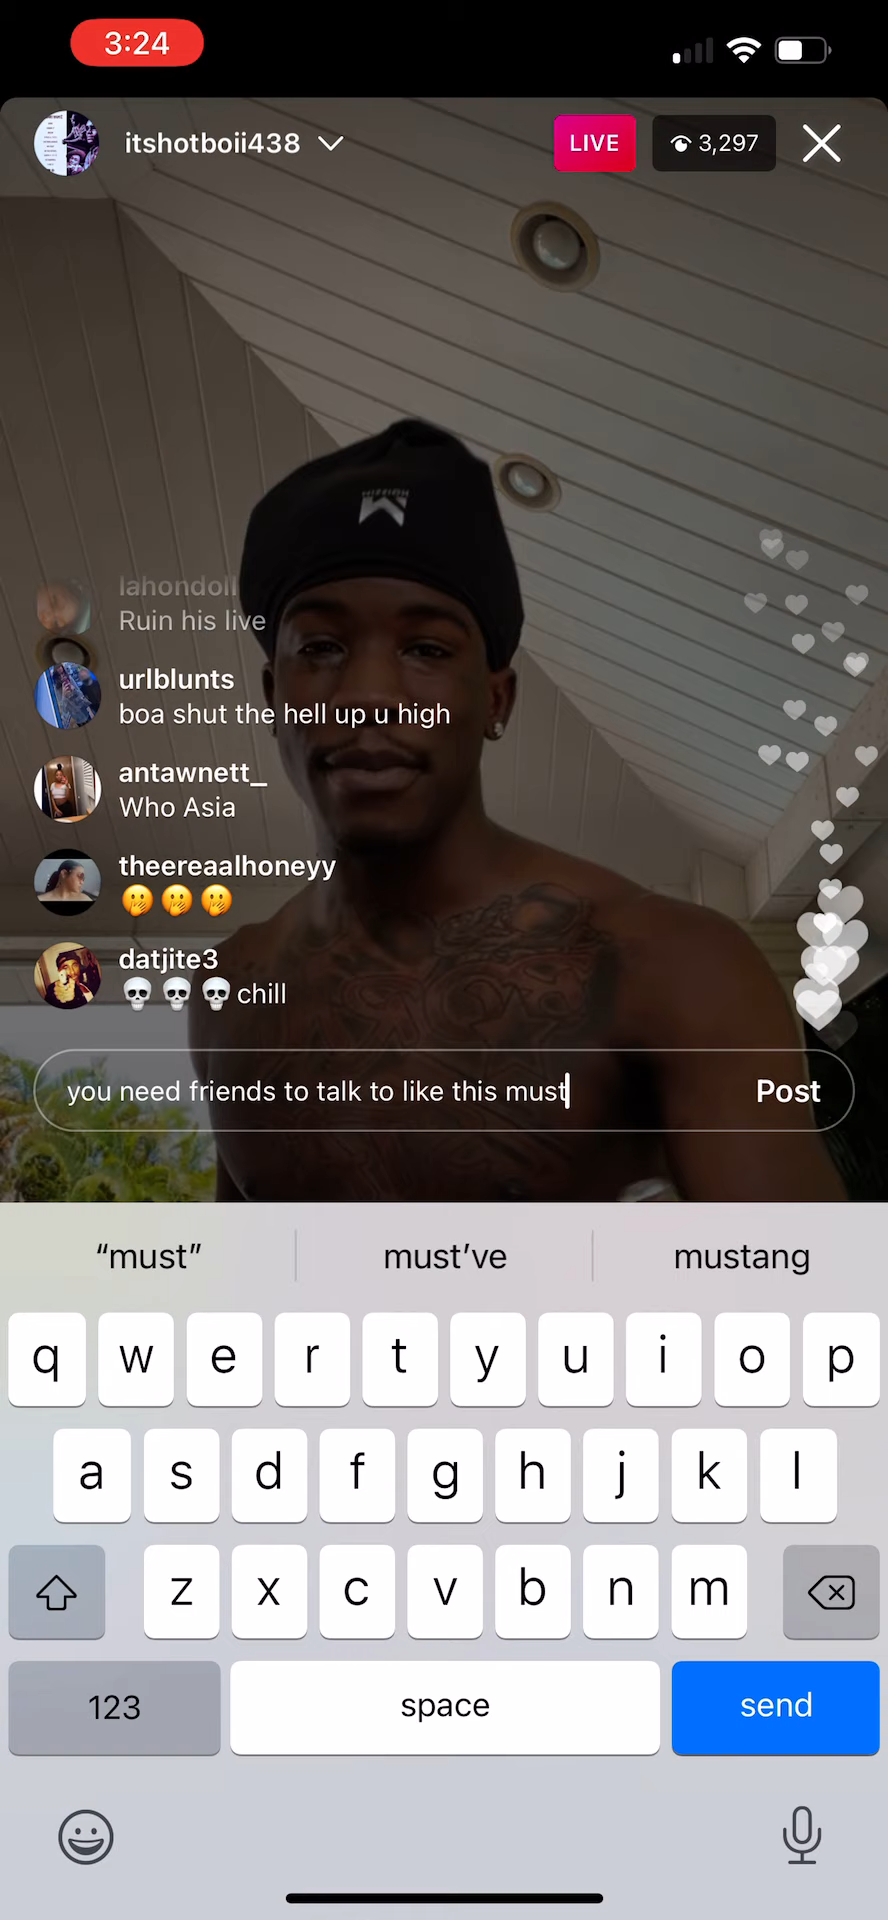 3:24
itshotboii438
LIVE
3,297
lahondoll
Ruin his live
urlblunts
boa shut the hell up u high
antawnett_
Who Asia
theereaalhoneyy
🤭🤭🤭
datjite3
💀💀💀chill
you need friends to talk to like this must
Post
“must”
must’ve
mustang
q w e r t y u i o p
a s d f g h j k l
z x c v b n m
123
space
send